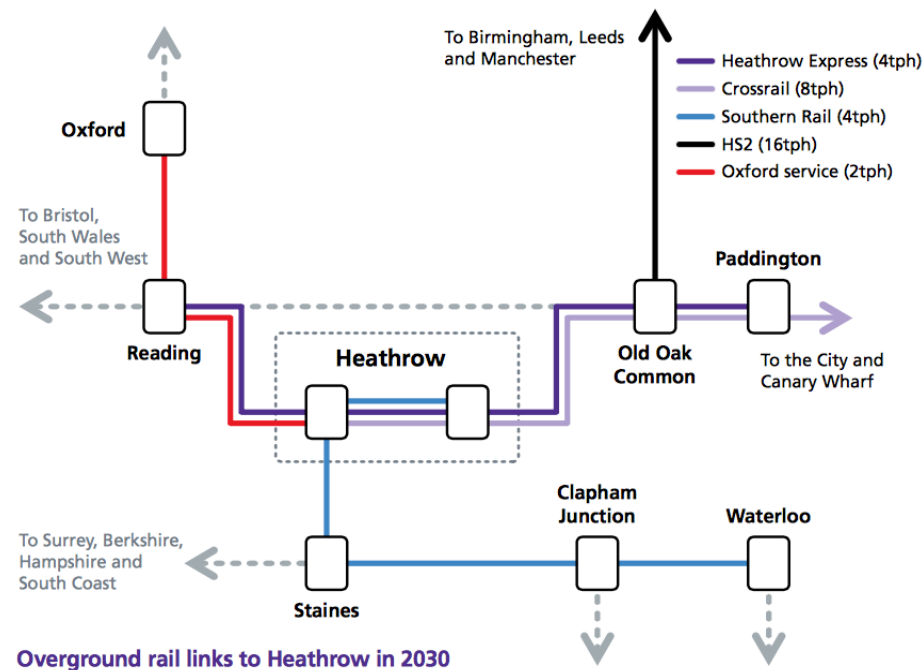 To Birmingham, Leeds
and Manchester
Heathrow Express (4tph)
Crossrail (8tph)
Southern Rail (4tph)
HS2 (16tph)
Oxford service (2tph)
Oxford
To Bristol,
South Wales
and South West
Paddington
Reading
Heathrow
Old Oak
Common
To the City and
Canary Wharf
Clapham
Junction
Waterloo
To Surrey, Berkshire,
Hampshire and
South Coast
Staines
Overground rail links to Heathrow in 2030